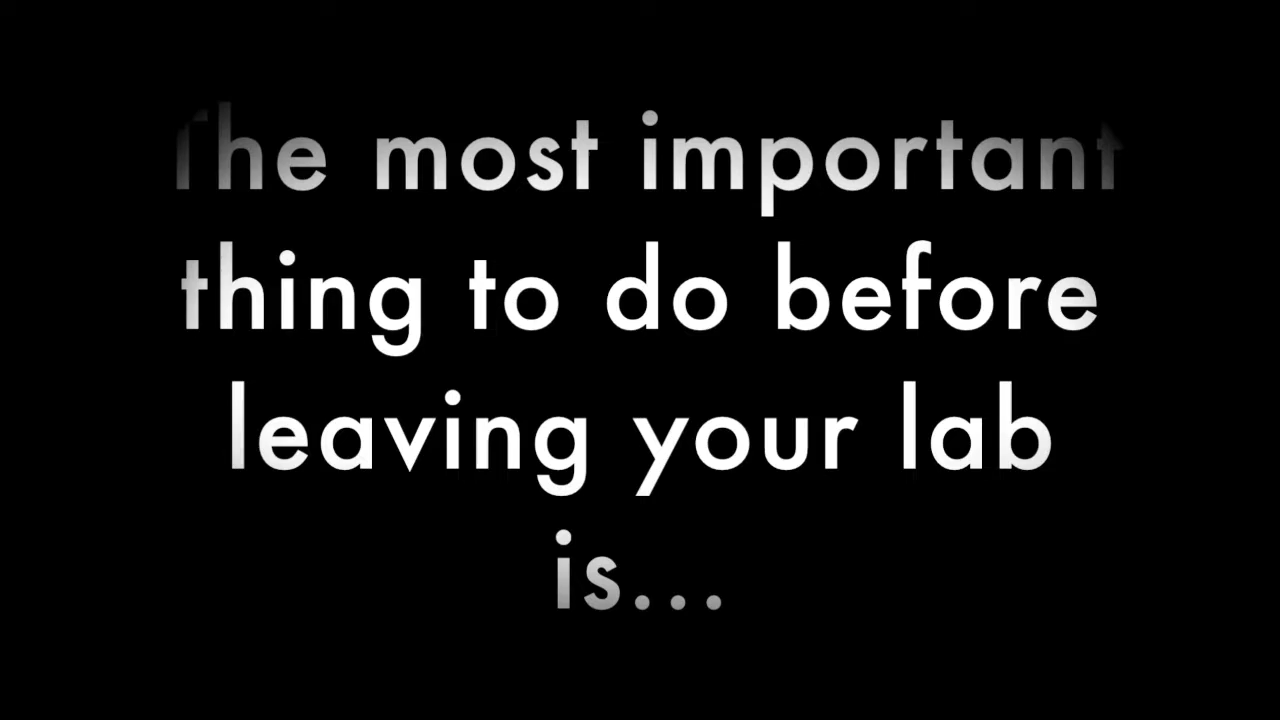 The most important
thing to do before
leaving your lab
is...